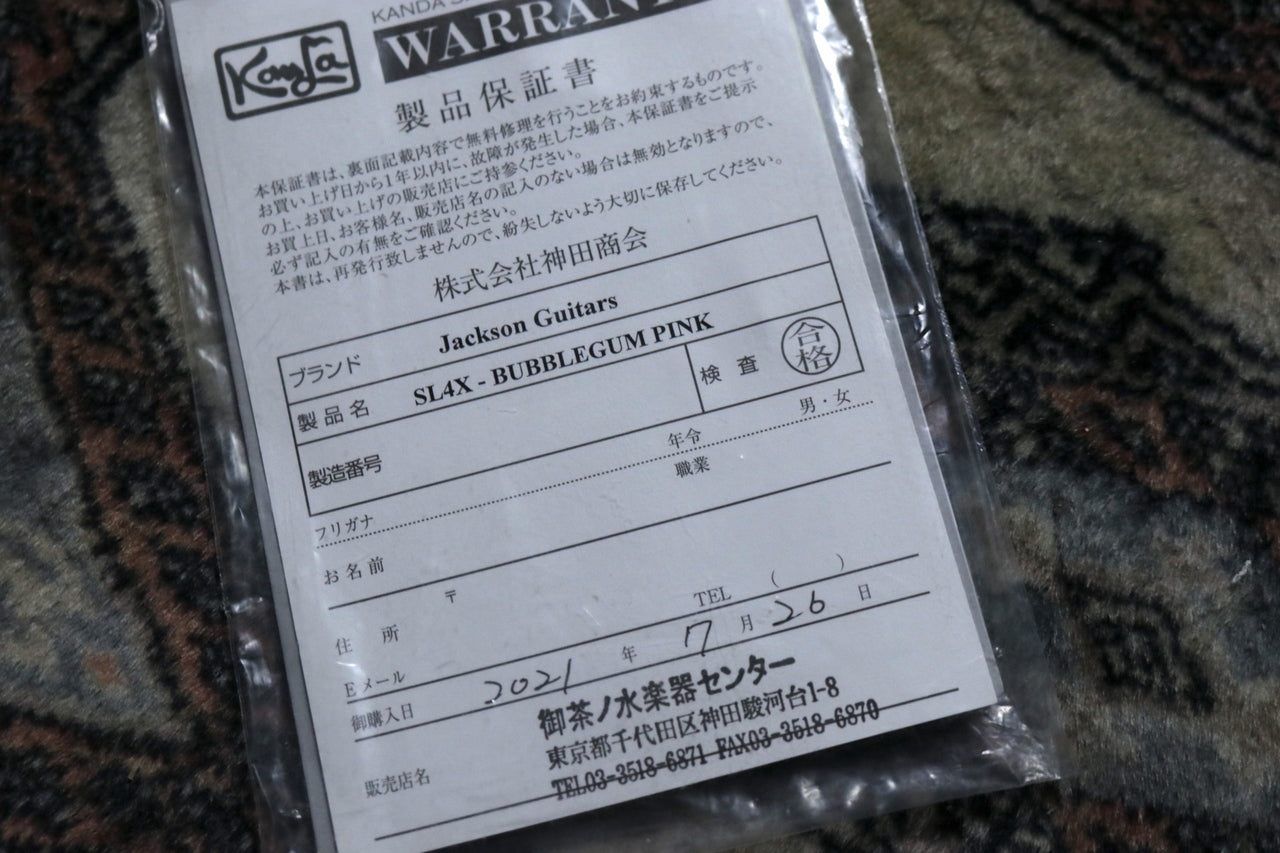 Kanda
KANDA
WARRANTY
製品保証書
本保証書は、裏面記載内容で無料修理を行うことをお約束するものです。
お買い上げ日から1年以内に、故障が発生した場合、本保証書をご提示
の上、お買い上げの販売店にご持参ください。
お買上日、お客様名、販売店名の記入のない場合は無効となりますので、
必ず記入の有無をご確認ください。
本書は、再発行致しませんので、紛失しないよう大切に保存してください。
株式会社神田商会
ブランド Jackson Guitars
製品名 SL4X - BUBBLEGUM PINK
製造番号 検査 合格
フリガナ 年令 男・女
お名前 職業
住所 〒
TEL ( )
Eメール
御購入日 2021 年 7 月 26 日
販売店名 御茶ノ水楽器センター
東京都千代田区神田駿河台1-8
TEL03-3518-6871 FAX03-3518-6870